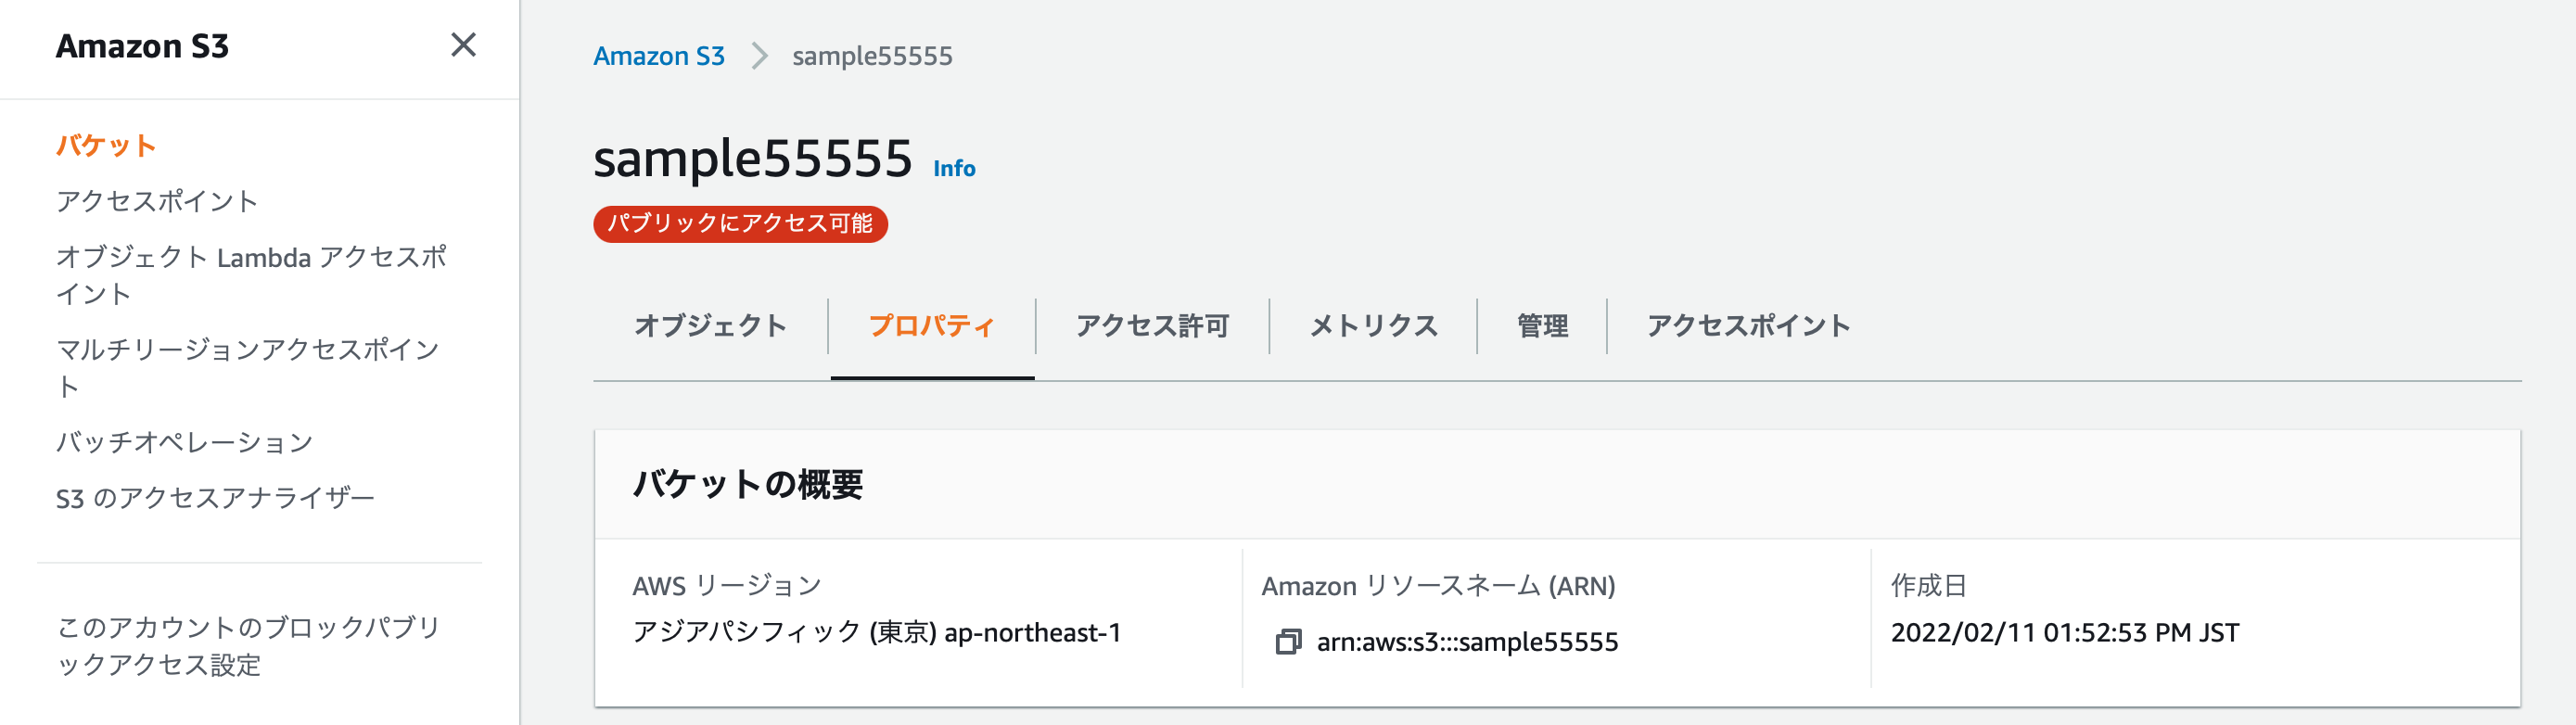 Amazon S3
バケット
アクセスポイント
オブジェクト Lambda アクセスポ
イント
マルチリージョンアクセスポイン
ト
バッチオペレーション
S3 のアクセスアナライザー
このアカウントのブロックパブリ
ックアクセス設定
Amazon S3 sample55555
sample55555 Info
パブリックにアクセス可能
オブジェクト プロパティ アクセス許可 メトリクス 管理 アクセスポイント
バケットの概要
AWS リージョン
アジアパシフィック (東京) ap-northeast-1
Amazon リソースネーム (ARN)
arn:aws:s3:::sample55555
作成日
2022/02/11 01:52:53 PM JST